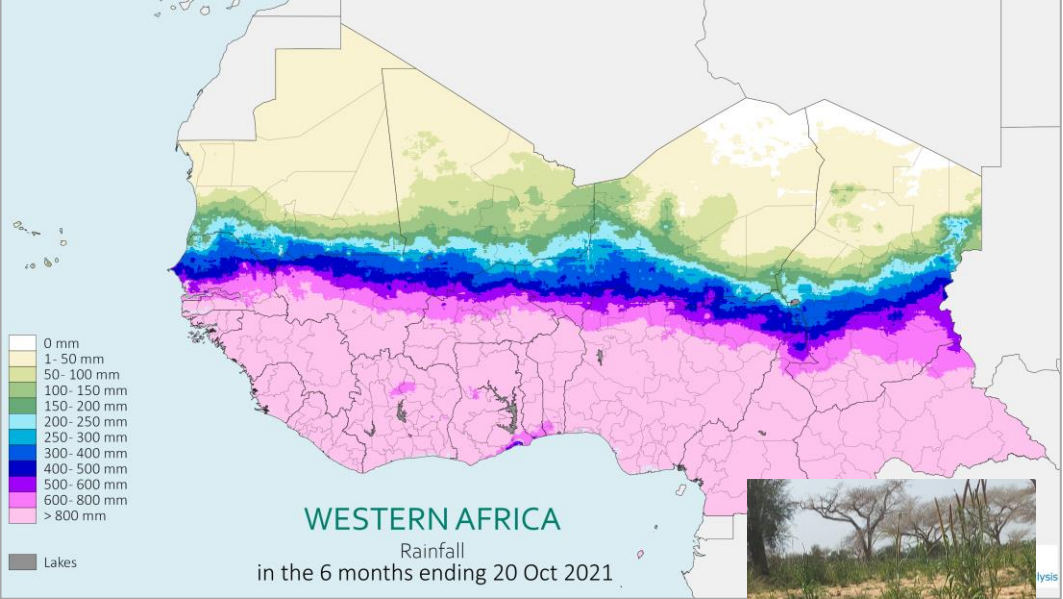 0 mm
1- 50 mm
50- 100 mm
100- 150 mm
150- 200 mm
200- 250 mm
250- 300 mm
300- 400 mm
400- 500 mm
500- 600 mm
600- 800 mm
> 800 mm
Lakes
WESTERN AFRICA
Rainfall
in the 6 months ending 20 Oct 2021
lysis